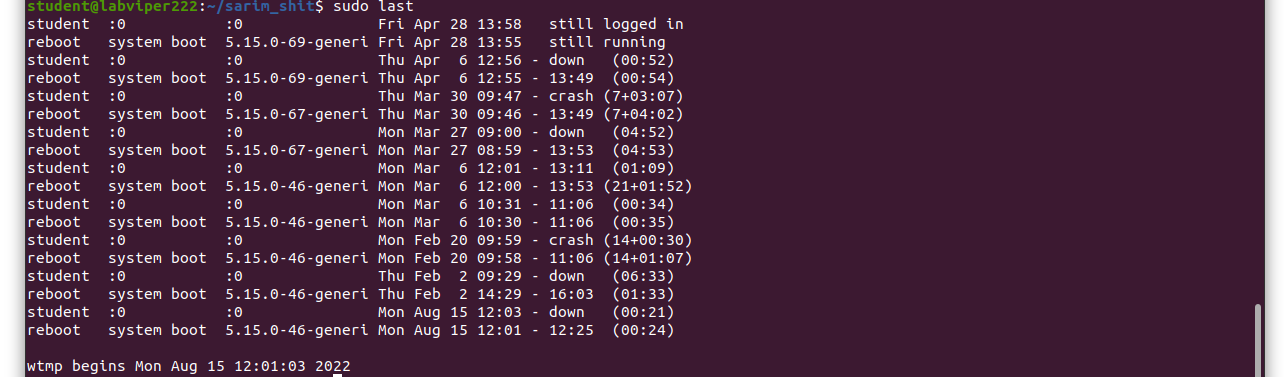 student@labviper222:~/sarim_shit$ sudo last
student  :0           :0               Fri Apr 28 13:58   still logged in
reboot   system boot  5.15.0-69-generi Fri Apr 28 13:55   still running
student  :0           :0               Thu Apr  6 12:56 - down   (00:52)
reboot   system boot  5.15.0-69-generi Thu Apr  6 12:55 - 13:49  (00:54)
student  :0           :0               Thu Mar 30 09:47 - crash (7+03:07)
reboot   system boot  5.15.0-67-generi Thu Mar 30 09:46 - 13:49 (7+04:02)
student  :0           :0               Mon Mar 27 09:00 - down   (04:52)
reboot   system boot  5.15.0-67-generi Mon Mar 27 08:59 - 13:53  (04:53)
student  :0           :0               Mon Mar  6 12:01 - 13:11  (01:09)
reboot   system boot  5.15.0-46-generi Mon Mar  6 12:00 - 13:53 (21+01:52)
student  :0           :0               Mon Mar  6 10:31 - 11:06  (00:34)
reboot   system boot  5.15.0-46-generi Mon Mar  6 10:30 - 11:06  (00:35)
student  :0           :0               Mon Feb 20 09:59 - crash (14+00:30)
reboot   system boot  5.15.0-46-generi Mon Feb 20 09:58 - 11:06 (14+01:07)
student  :0           :0               Thu Feb  2 09:29 - down   (06:33)
reboot   system boot  5.15.0-46-generi Thu Feb  2 14:29 - 16:03  (01:33)
student  :0           :0               Mon Aug 15 12:03 - down   (00:21)
reboot   system boot  5.15.0-46-generi Mon Aug 15 12:01 - 12:25  (00:24)
wtmp begins Mon Aug 15 12:01:03 2022